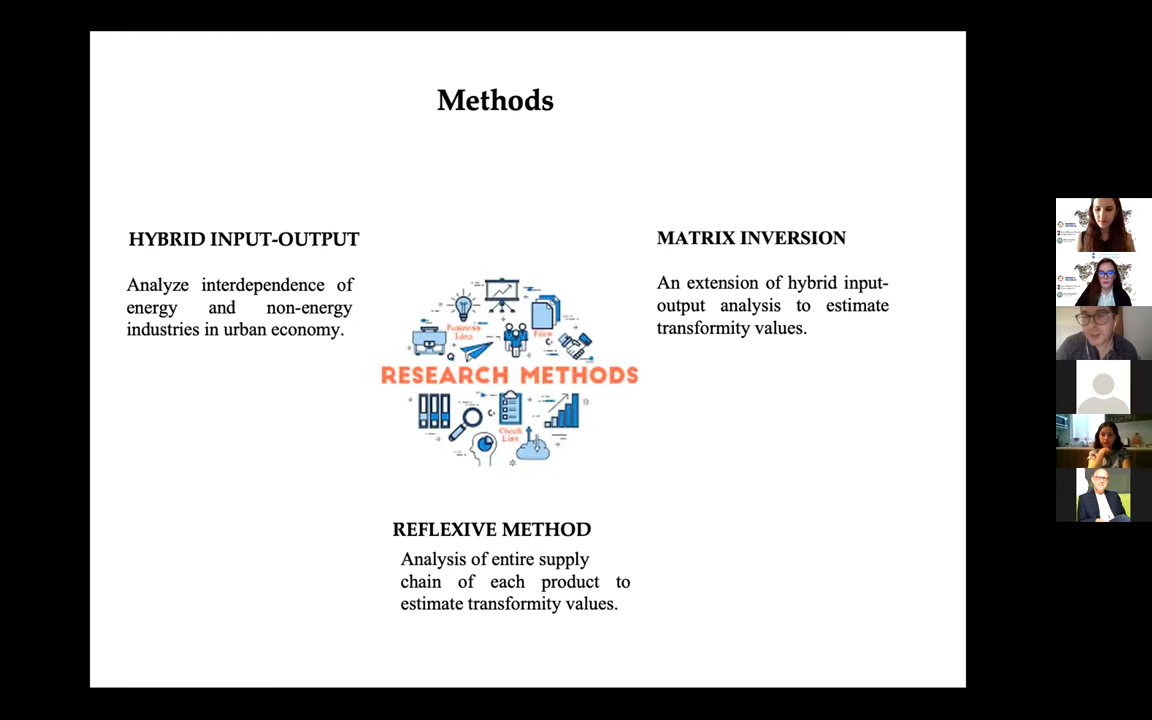 Methods
HYBRID INPUT-OUTPUT
Analyze interdependence of
energy and non-energy
industries in urban economy.
MATRIX INVERSION
An extension of hybrid input-
output analysis to estimate
transformity values.
Business
Idea
Files
RESEARCH METHODS
Check
List
REFLEXIVE METHOD
Analysis of entire supply
chain of each product to
estimate transformity values.